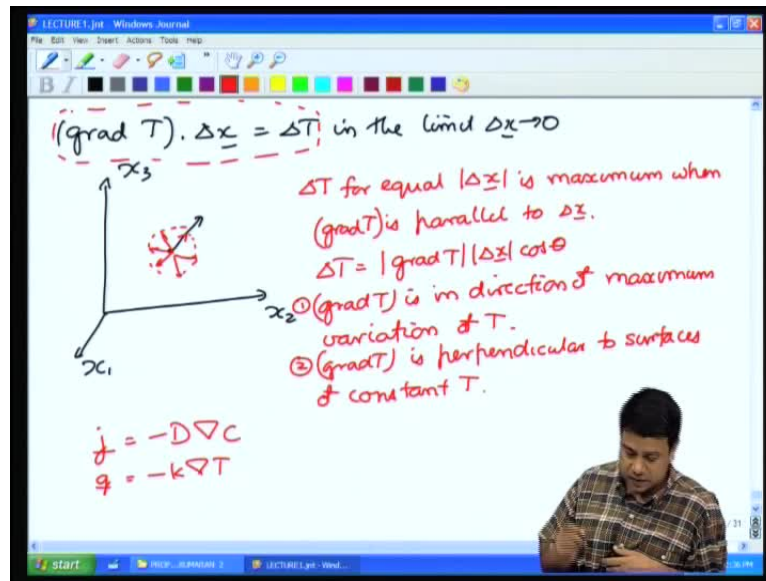 LECTURE1.jnt - Windows Journal
File Edit View Insert Actions Tools Help
B I
(grad T). Δx = ΔT in the limit Δx→0
x3
x2
x1
ΔT for equal |Δx| is maximum when
(grad T) is parallel to Δx.
ΔT = |grad T| |Δx| cos θ
① (grad T) is in direction of maximum
variation of T.
② (grad T) is perpendicular to surfaces
of constant T.
j = -D∇C
q = -k∇T
/ 31
start
LECTURE1.jnt - Wind...